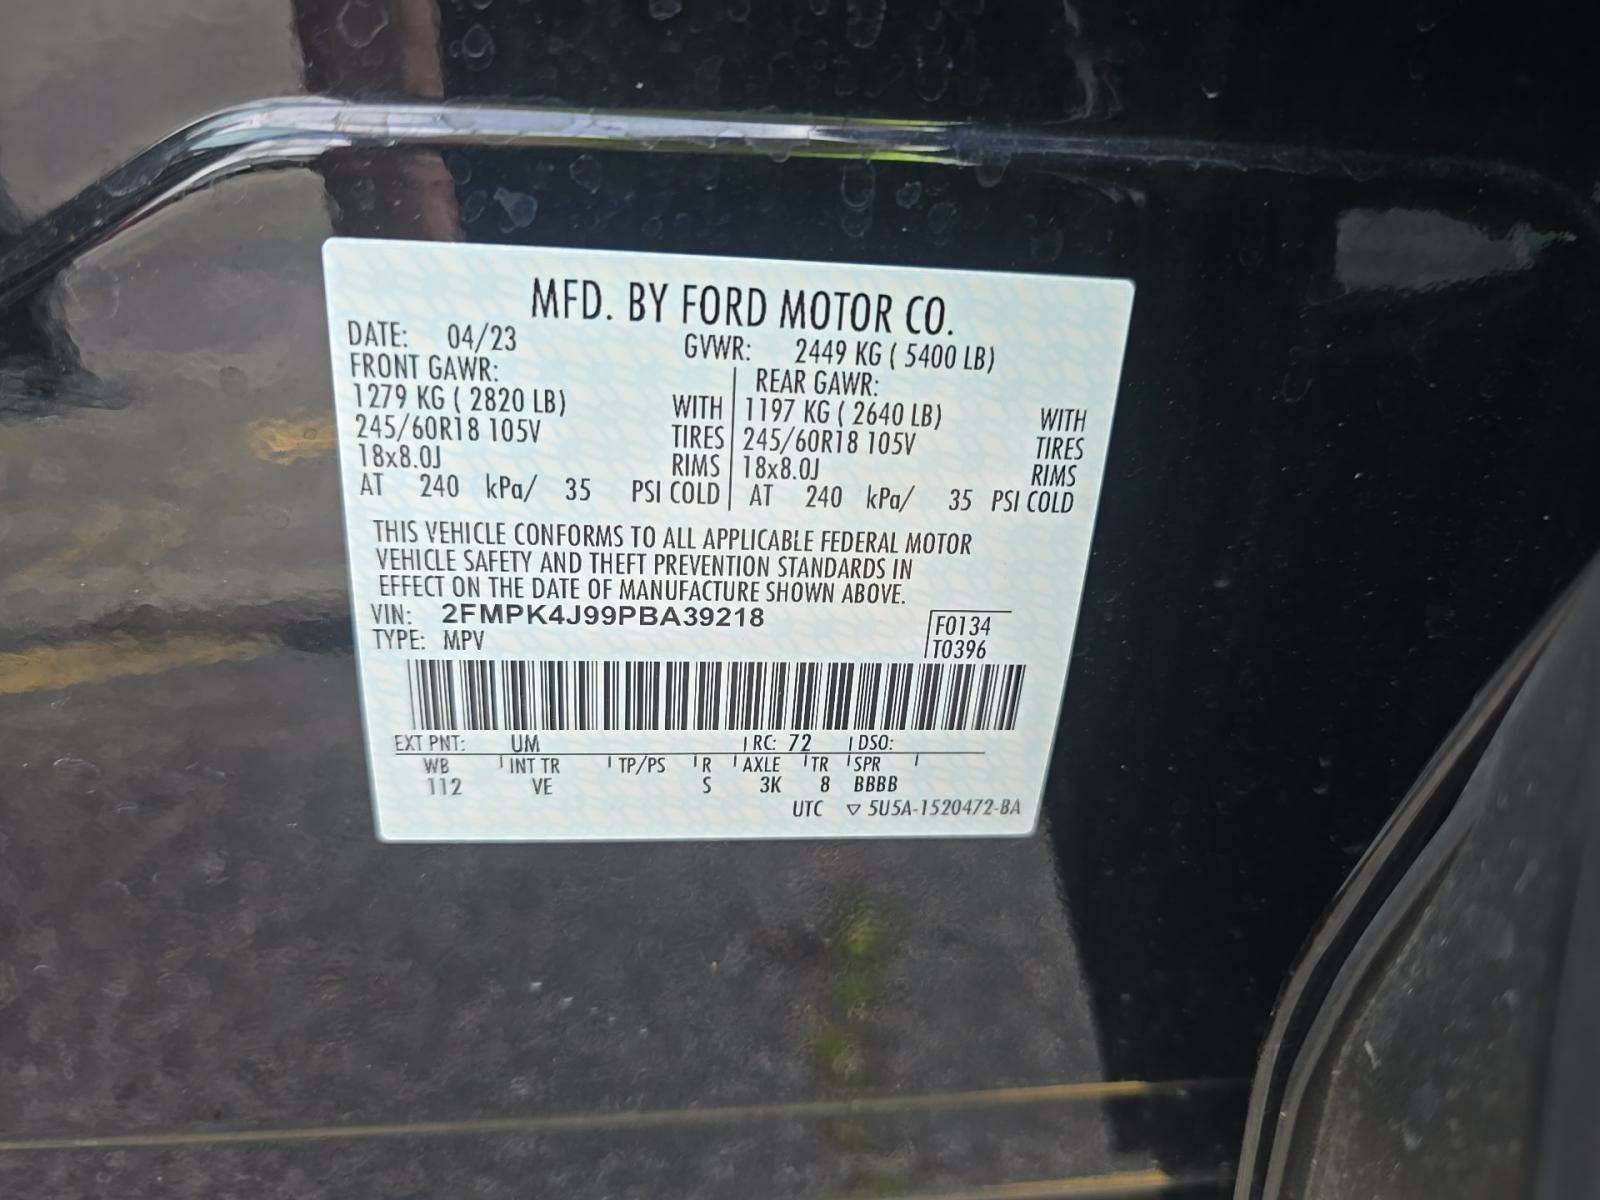 MFD. BY FORD MOTOR CO.
DATE: 04/23 GVWR: 2449 KG ( 5400 LB)
FRONT GAWR: REAR GAWR:
1279 KG ( 2820 LB) WITH 1197 KG ( 2640 LB) WITH
245/60R18 105V TIRES 245/60R18 105V TIRES
18x8.0J RIMS 18x8.0J RIMS
AT 240 kPa/ 35 PSI COLD AT 240 kPa/ 35 PSI COLD
THIS VEHICLE CONFORMS TO ALL APPLICABLE FEDERAL MOTOR
VEHICLE SAFETY AND THEFT PREVENTION STANDARDS IN
EFFECT ON THE DATE OF MANUFACTURE SHOWN ABOVE.
VIN: 2FMPK4J99PBA39218 F0134
TYPE: MPV T0396
EXT PNT: UM RC: 72 DSO:
WB INT TR TP/PS R AXLE TR SPR
112 VE S 3K 8 BBBB
UTC ▽ 5U5A-1520472-BA